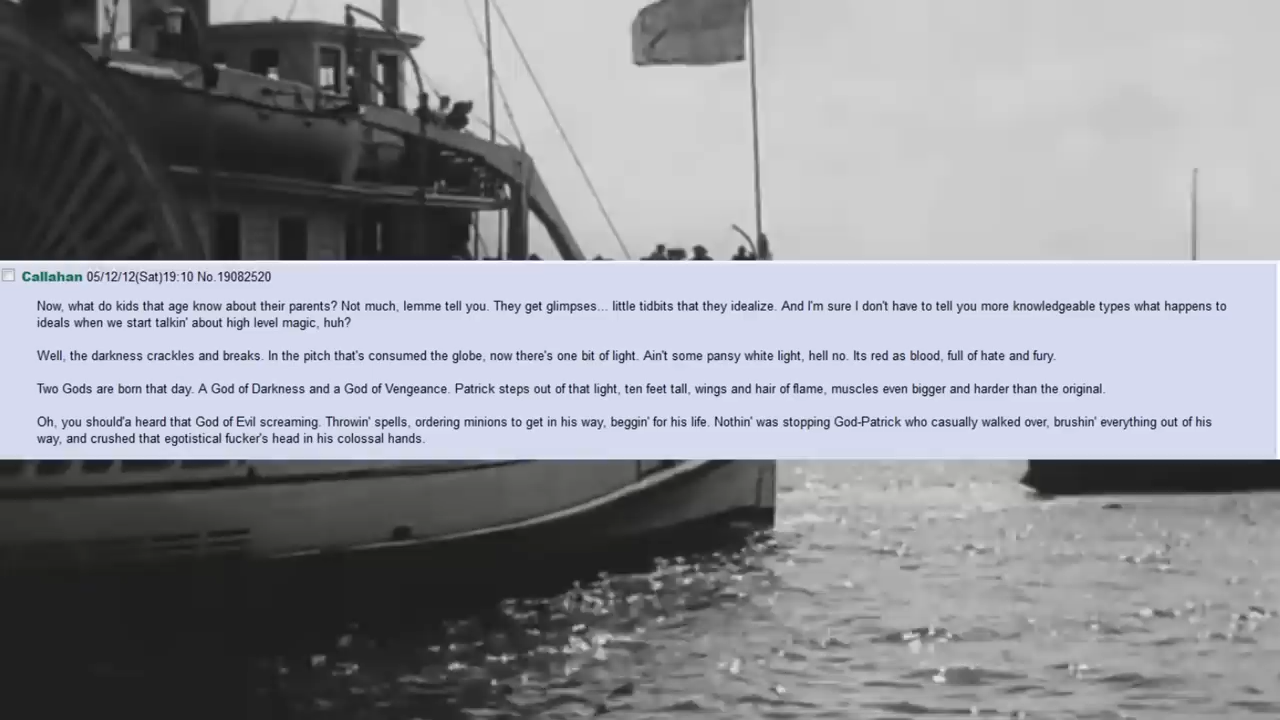 Callahan 05/12/12(Sat)19:10 No.19082520
Now, what do kids that age know about their parents? Not much, lemme tell you. They get glimpses... little tidbits that they idealize. And I'm sure I don't have to tell you more knowledgeable types what happens to
ideals when we start talkin' about high level magic, huh?
Well, the darkness crackles and breaks. In the pitch that's consumed the globe, now there's one bit of light. Ain't some pansy white light, hell no. Its red as blood, full of hate and fury.
Two Gods are born that day. A God of Darkness and a God of Vengeance. Patrick steps out of that light, ten feet tall, wings and hair of flame, muscles even bigger and harder than the original.
Oh, you should'a heard that God of Evil screaming. Throwin' spells, ordering minions to get in his way, beggin' for his life. Nothin' was stopping God-Patrick who casually walked over, brushin' everything out of his
way, and crushed that egotistical fucker's head in his colossal hands.